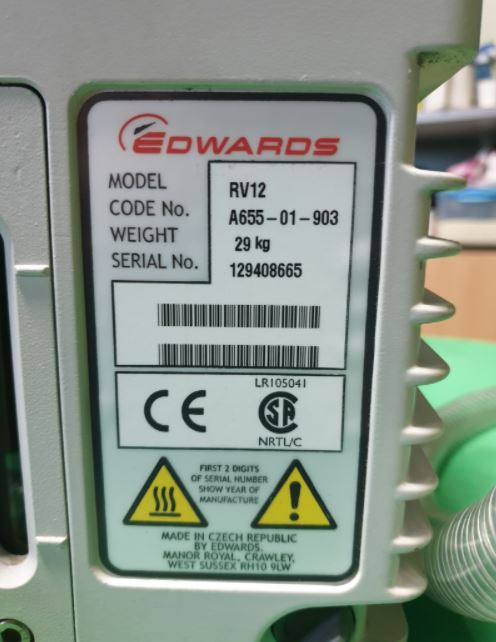 EDWARDS
MODEL RV12
CODE No. A655-01-903
WEIGHT 29 kg
SERIAL No. 129408665
LR105041
CE SA
NRTL/C
FIRST 2 DIGITS
OF SERIAL NUMBER
SHOW YEAR OF
MANUFACTURE
MADE IN CZECH REPUBLIC
BY EDWARDS,
MANOR ROYAL, CRAWLEY,
WEST SUSSEX RH10 9LW